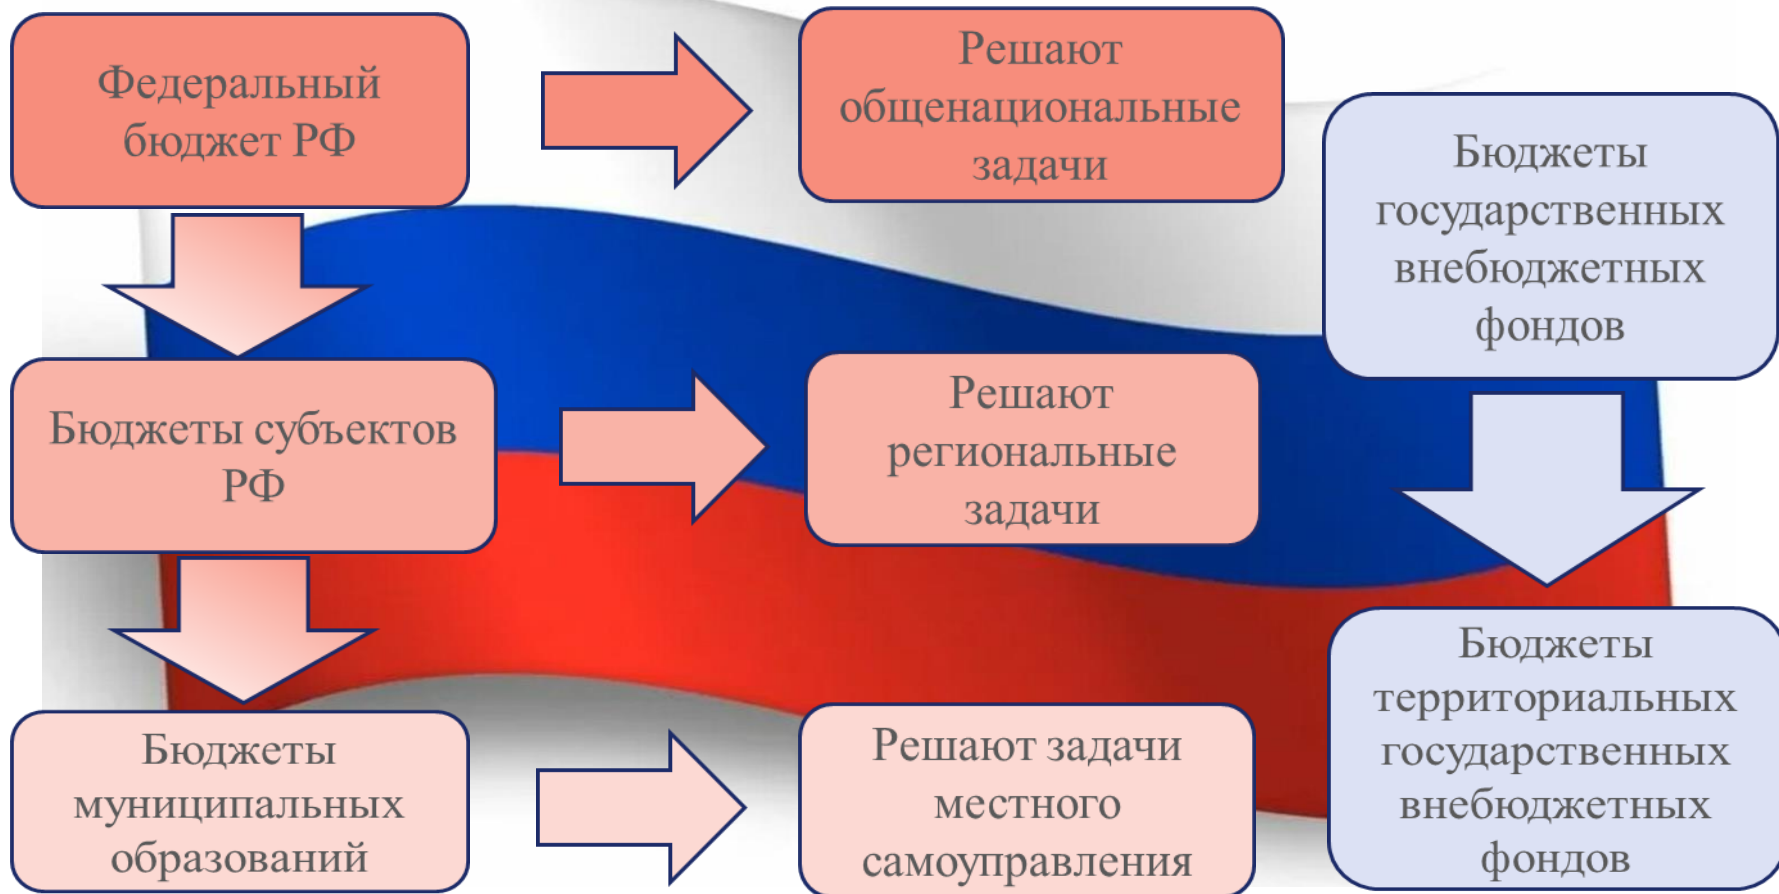 Федеральный
бюджет РФ
Решают
общенациональные
задачи
Бюджеты
государственных
внебюджетных
фондов
Бюджеты субъектов
РФ
Решают
региональные
задачи
Бюджеты
муниципальных
образований
Решают задачи
местного
самоуправления
Бюджеты
территориальных
государственных
внебюджетных
фондов